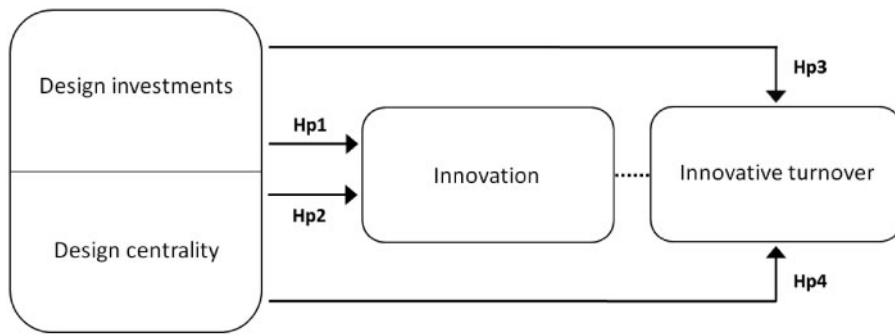 Design investments
Hp3
Hp1
Innovation
Innovative turnover
Hp2
Design centrality
Hp4